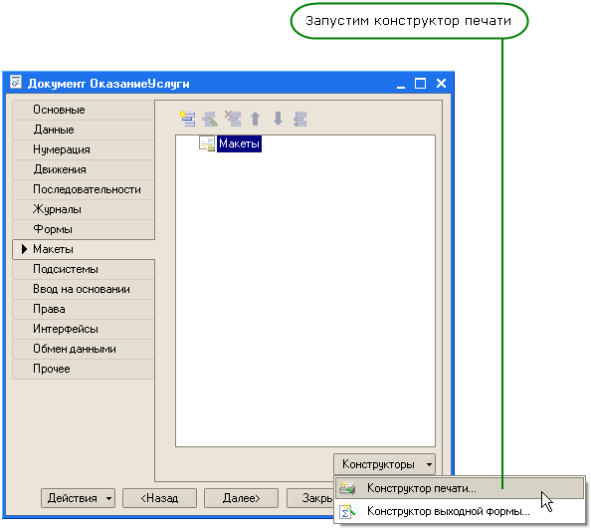 Запустим конструктор печати
Документ ОказаниеУслуги
Основные
Данные
Нумерация
Движения
Последовательности
Журналы
Формы
Макеты
Подсистемы
Ввод на основании
Права
Интерфейсы
Обмен данными
Прочее
Макеты
Конструкторы
Действия
<Назад
Далее>
Закры
Конструктор печати...
Конструктор выходной формы...